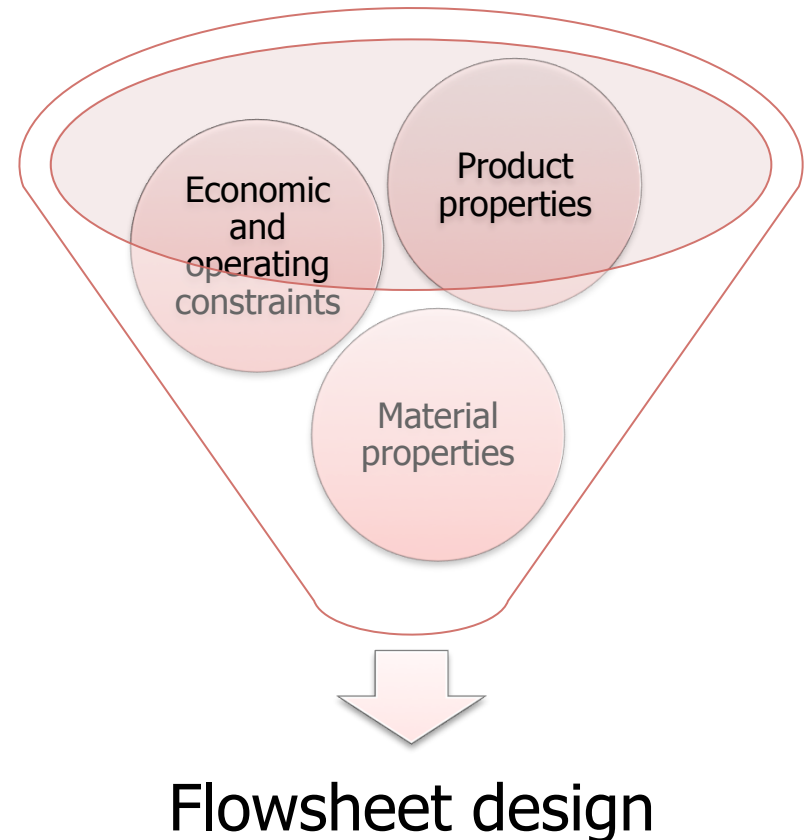 Product
properties
Economic
and
operating
constraints
Material
properties
Flowsheet design